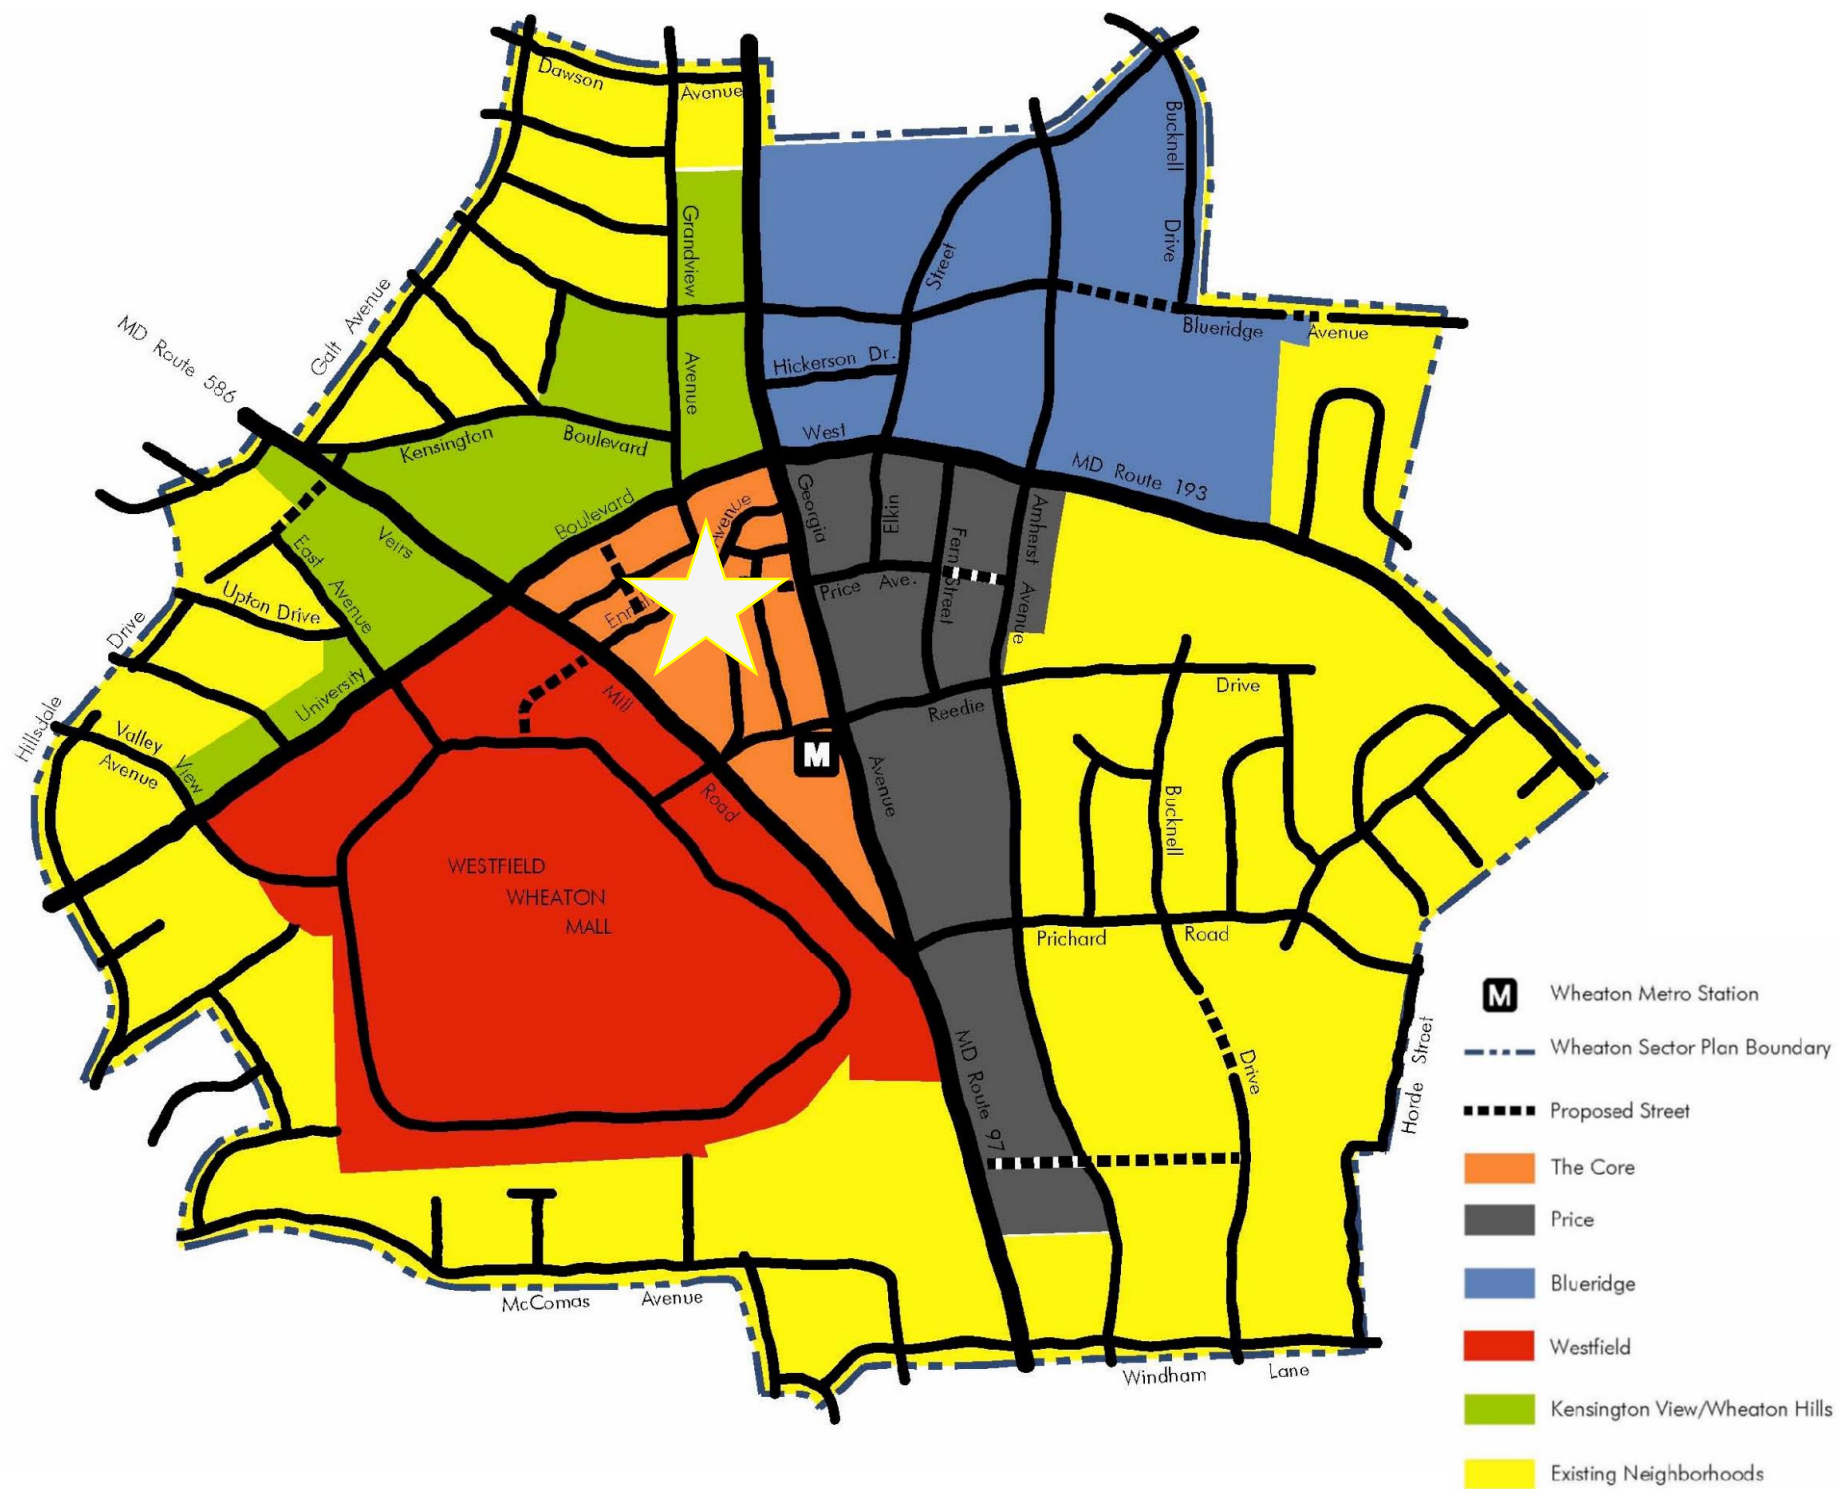 Dawson
Avenue
Bucknell
Drive
Grandview
Avenue
Street
Galt Avenue
MD Route 586
Hickerson Dr.
Blueridge Avenue
West
Kensington Boulevard
MD Route 193
Georgia
Elkin
Amherst
Avenue
Fern Street
Boulevard
Avenue
Veirs
East Avenue
Price Ave.
Upton Drive
Drive
Hillsdale
University
Mill
Reedie
Drive
Valley
View
Avenue
Road
Avenue
Bucknell
WESTFIELD
WHEATON
MALL
Prichard Road
MD Route 97
Drive
Horde Street
McComas Avenue
Windham Lane
M
M Wheaton Metro Station
Wheaton Sector Plan Boundary
Proposed Street
The Core
Price
Blueridge
Westfield
Kensington View/Wheaton Hills
Existing Neighborhoods